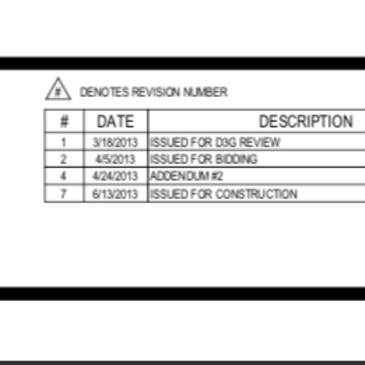 # DENOTES REVISION NUMBER
# DATE DESCRIPTION
1 3/18/2013 ISSUED FOR D3G REVIEW
2 4/5/2013 ISSUED FOR BIDDING
4 4/24/2013 ADDENDUM #2
7 6/13/2013 ISSUED FOR CONSTRUCTION